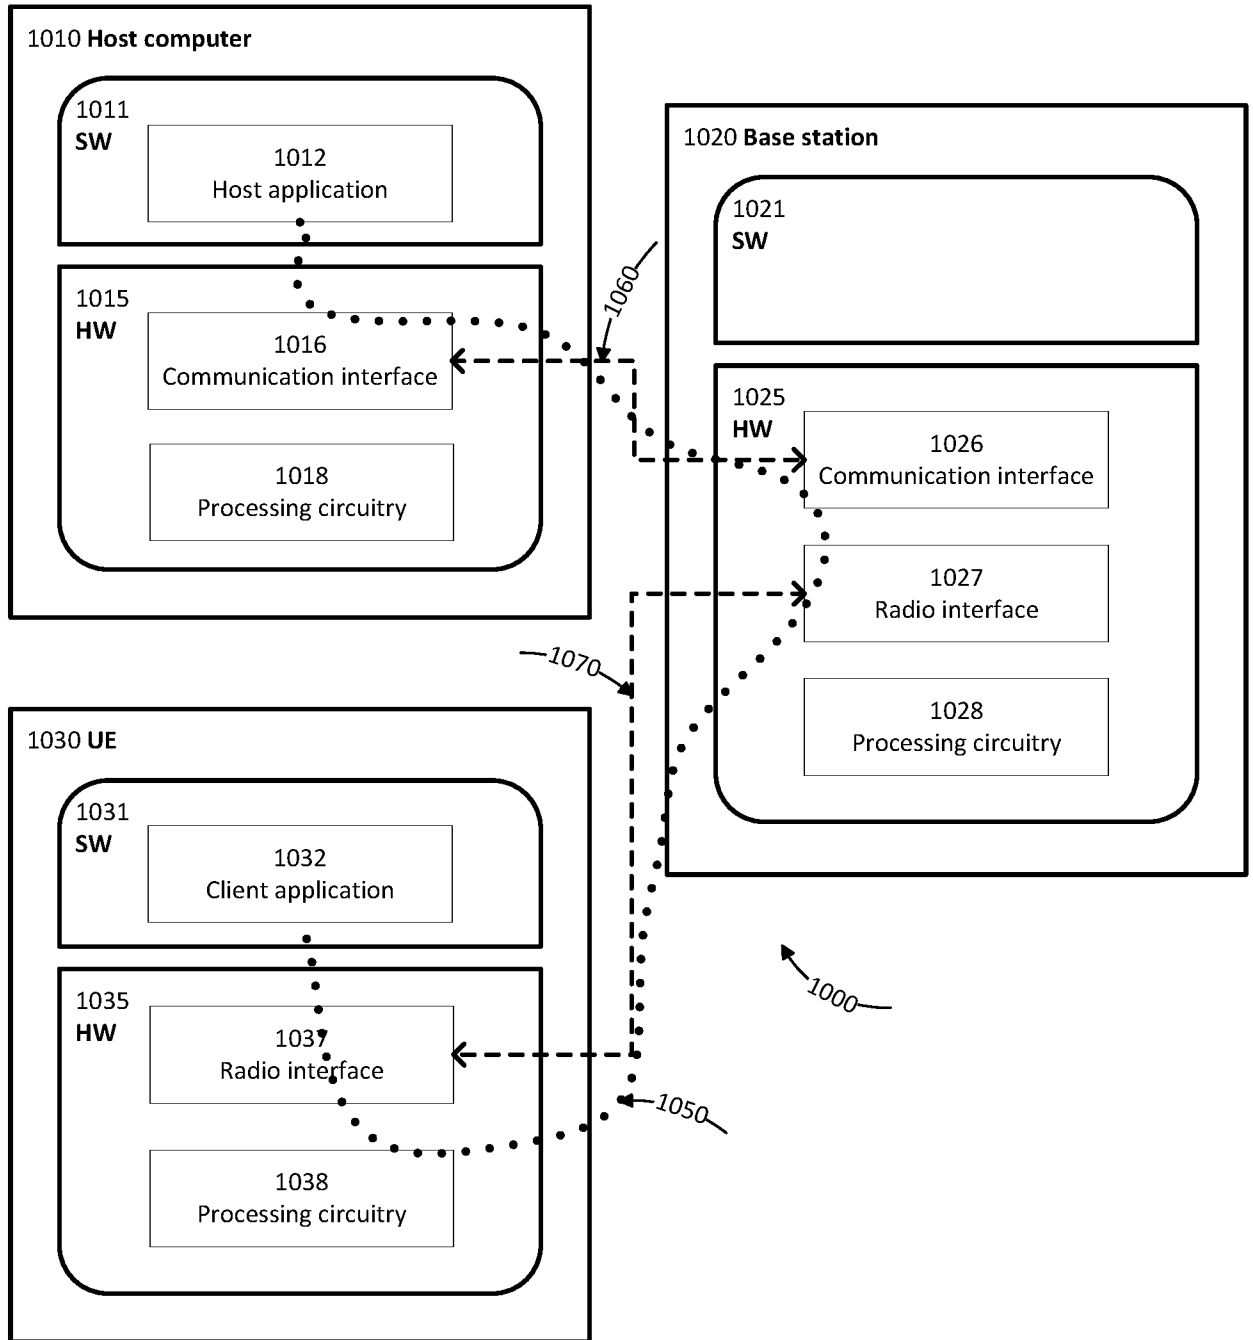 1010 Host computer
1011
SW
1012
Host application
1015
HW
1016
Communication interface
1018
Processing circuitry
1060
1020 Base station
1021
SW
1025
HW
1026
Communication interface
1027
Radio interface
1028
Processing circuitry
1070
1030 UE
1031
SW
1032
Client application
1035
HW
1037
Radio interface
1038
Processing circuitry
1050
1000